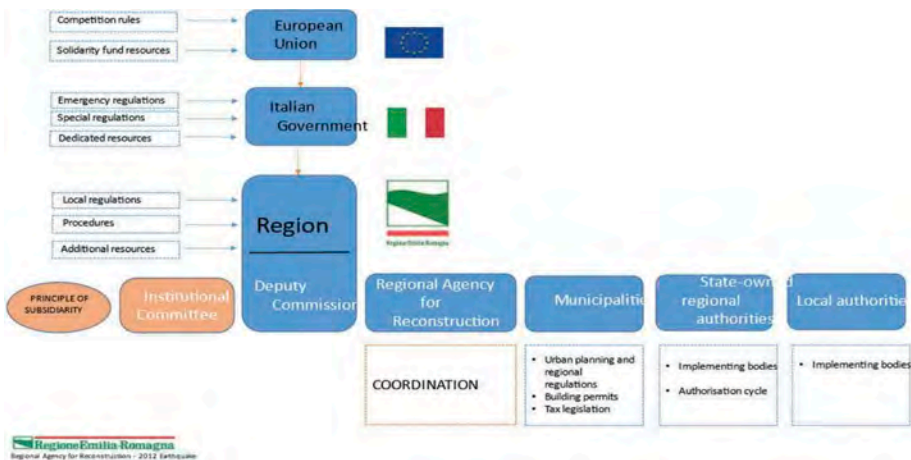 Competition rules
Solidarity fund resources
European
Union
Emergency regulations
Special regulations
Dedicated resources
Italian
Government
Local regulations
Procedures
Additional resources
Region
RegioneEmilia-Romagna
PRINCIPLE OF
SUBSIDIARITY
Institutional
Committee
Deputy
Commission
Regional Agency
for
Reconstruction
Municipalitie
State-owned
regional
authorities
Local authoritie
COORDINATION
• Urban planning and
regional
regulations
• Building permits
• Tax legislation
• Implementing bodies
• Authorisation cycle
• Implementing bodies
RegioneEmilia-Romagna
Regional Agency for Reconstruction - 2012 Earthquake